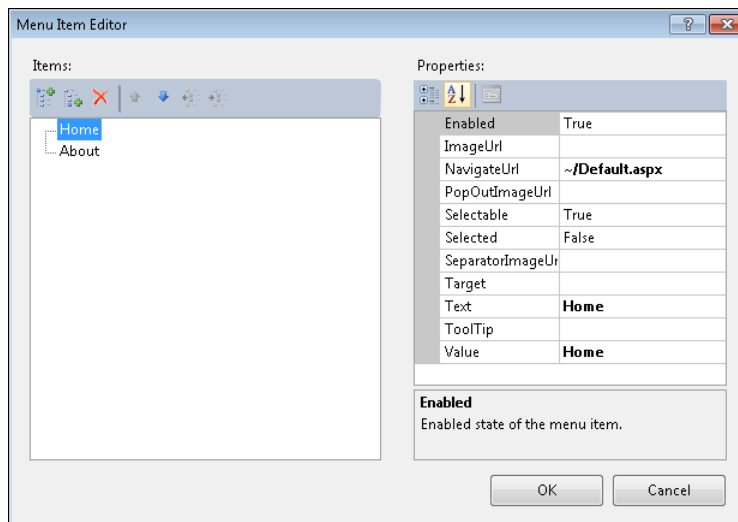 Menu Item Editor
Items:
Properties:
Home
About
Enabled True
ImageUrl
NavigateUrl ~/Default.aspx
PopOutImageUrl
Selectable True
Selected False
SeparatorImageUr
Target
Text Home
ToolTip
Value Home
Enabled
Enabled state of the menu item.
OK Cancel